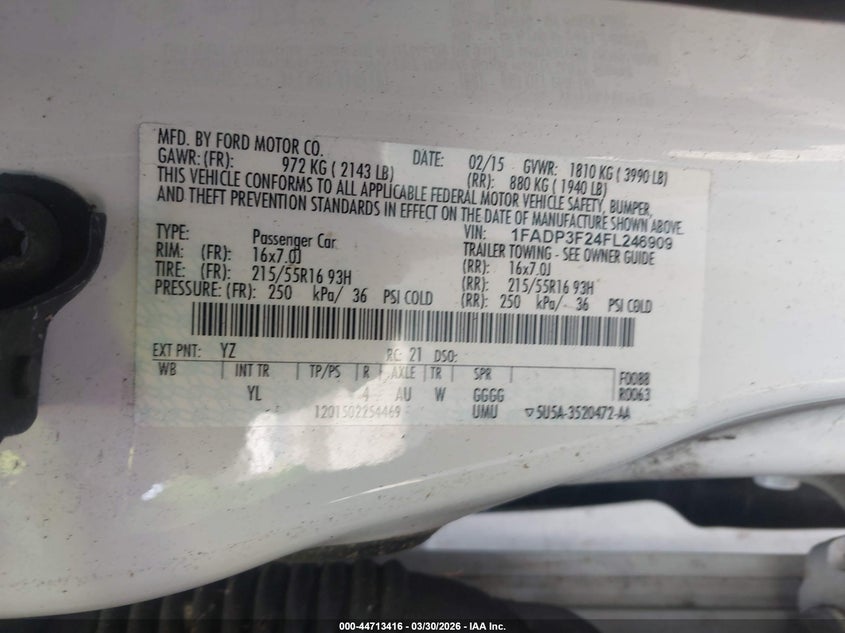 MFD. BY FORD MOTOR CO. DATE: 02/15 GVWR: 1810 KG ( 3990 LB)
GAWR: (FR): 972 KG ( 2143 LB) (RR): 880 KG ( 1940 LB)
THIS VEHICLE CONFORMS TO ALL APPLICABLE FEDERAL MOTOR VEHICLE SAFETY, BUMPER,
AND THEFT PREVENTION STANDARDS IN EFFECT ON THE DATE OF MANUFACTURE SHOWN ABOVE.
VIN: 1FADP3F24FL246909
TYPE: Passenger Car TRAILER TOWING - SEE OWNER GUIDE
RIM: (FR): 16x7.0J (RR): 16x7.0J
TIRE: (FR): 215/55R16 93H (RR): 215/55R16 93H
PRESSURE: (FR): 250 kPa/ 36 PSI COLD (RR): 250 kPa/ 36 PSI COLD
EXT PNT: YZ RC: 21 DSO:
WB INT TR TP/PS R AXLE TR SPR F0088
YL 4 AU W GGGG R0063
1201502254469 UMU ▽5U5A-3520472-AA
000-44713416 - 03/30/2026 - IAA Inc.